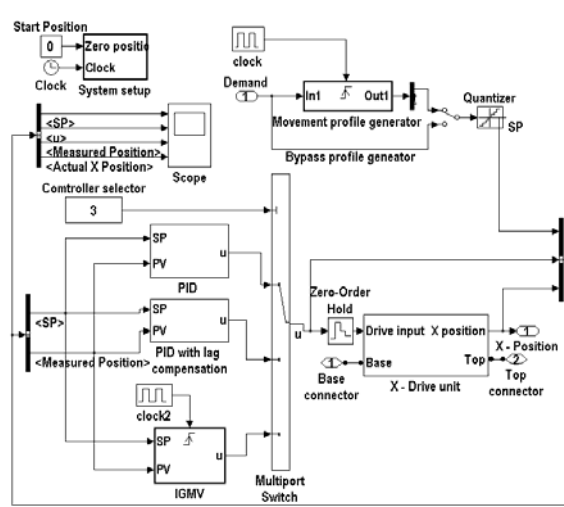 Start Position
0
Zero positio
Clock
Clock
System setup
clock
Demand
1
In1
Out1
Movement profile generator
Quantizer
SP
Bypass profile geneator
<SP>
<u>
<Measured Position>
<Actual X Position>
Scope
Comtroller selector
3
SP
PV
u
PID
<SP>
<Measured Position>
SP
PV
u
PID with lag
compensation
clock2
SP
PV
u
IGMV
Multiport
Switch
u
Zero-Order
Hold
Drive input
X position
Base
Top
X - Drive unit
1
Base
connector
1
X - Position
2
Top
connector